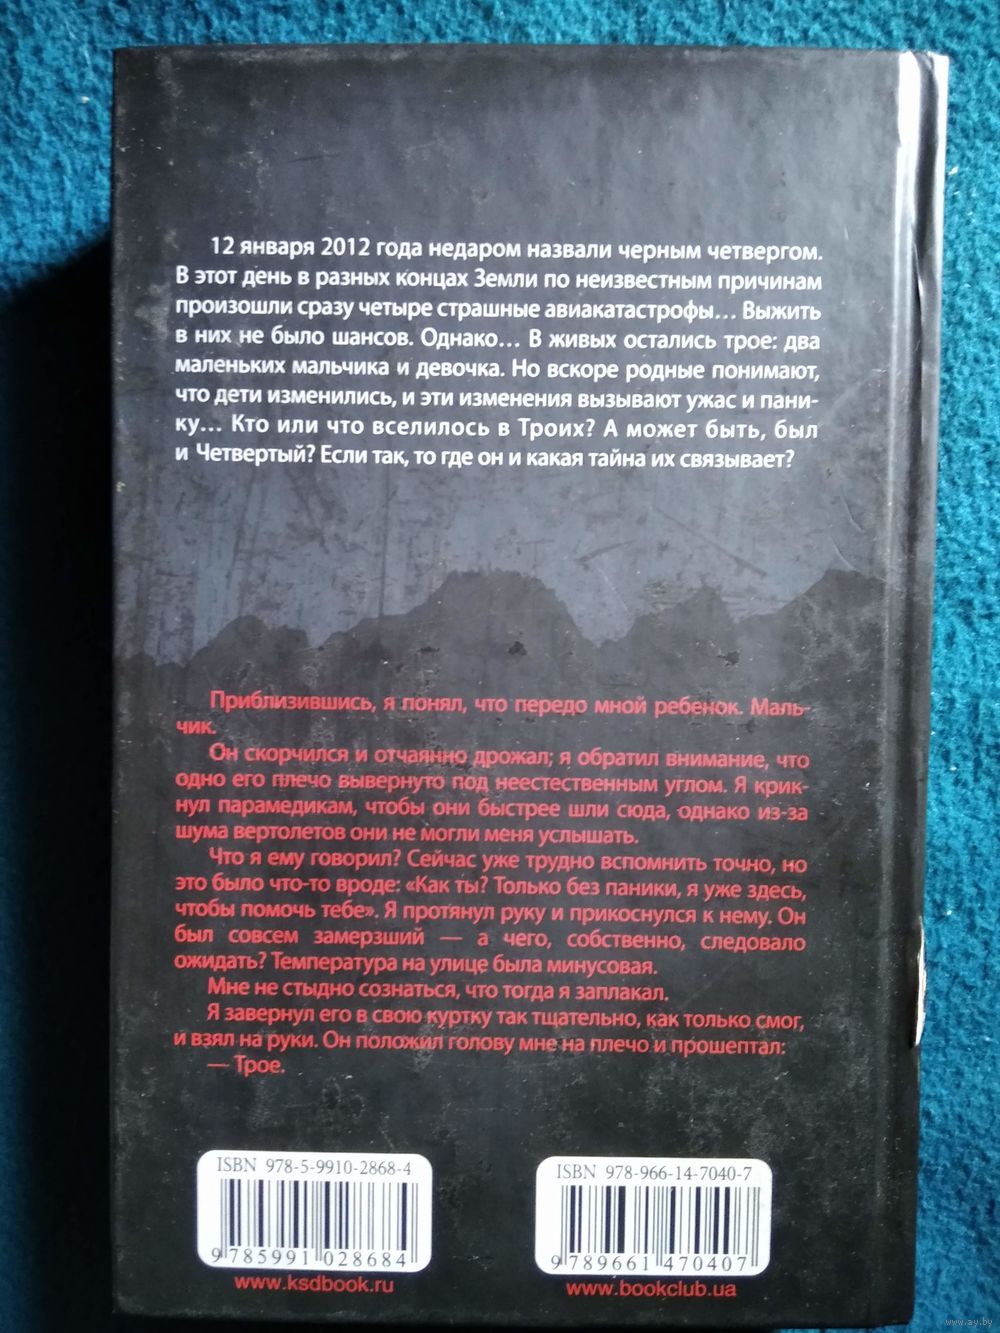 12 января 2012 года недаром назвали черным четвергом.
В этот день в разных концах Земли по неизвестным причинам
произошли сразу четыре страшные авиакатастрофы… Выжить
в них не было шансов. Однако… В живых остались трое: два
маленьких мальчика и девочка. Но вскоре родные понимают,
что дети изменились, и эти изменения вызывают ужас и пани-
ку… Кто или что вселилось в Троих? А может быть, был
и Четвертый? Если так, то где он и какая тайна их связывает?
Приблизившись, я понял, что передо мной ребенок. Маль-
чик.
Он скорчился и отчаянно дрожал; я обратил внимание, что
одно его плечо вывернуто под неестественным углом. Я крик-
нул парамедикам, чтобы они быстрее шли сюда, однако из-за
шума вертолетов они не могли меня услышать.
Что я ему говорил? Сейчас уже трудно вспомнить точно, но
это было что-то вроде: «Как ты? Только без паники, я уже здесь,
чтобы помочь тебе». Я протянул руку и прикоснулся к нему. Он
был совсем замерзший — а чего, собственно, следовало
ожидать? Температура на улице была минусовая.
Мне не стыдно сознаться, что тогда я заплакал.
Я завернул его в свою куртку так тщательно, как только смог,
и взял на руки. Он положил голову мне на плечо и прошептал:
— Трое.
ISBN 978-5-9910-2868-4
9 785991 028684
www.ksdbook.ru
ISBN 978-966-14-7040-7
9 789661 470407
www.bookclub.ua
www.ay.by